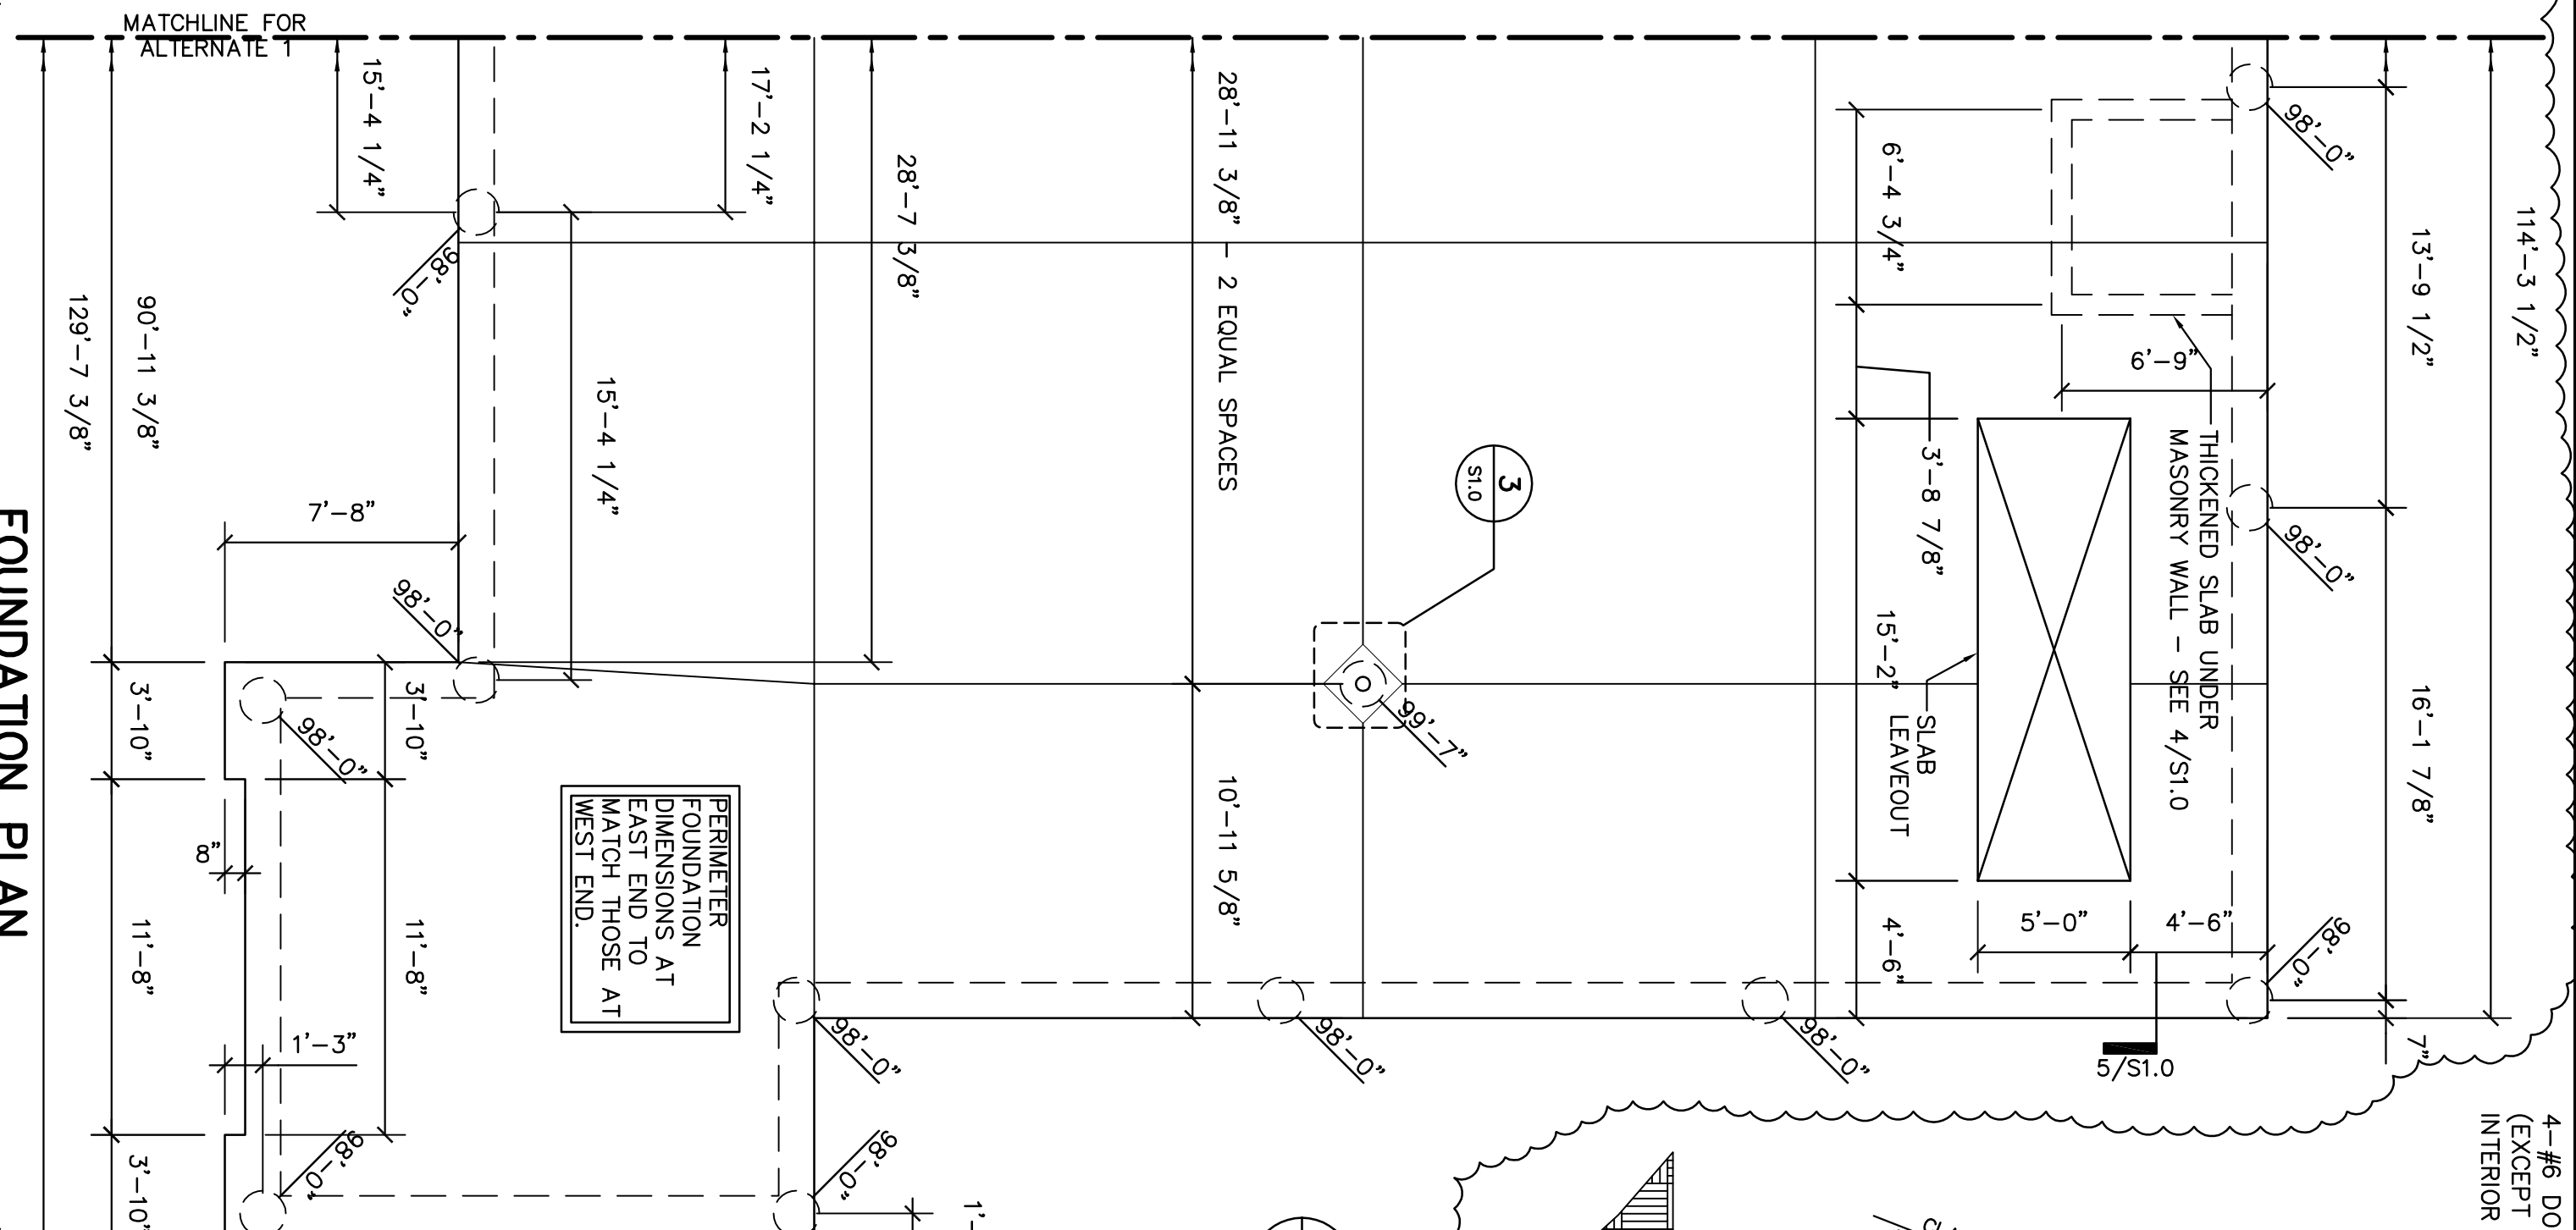 MATCHLINE FOR
ALTERNATE 1
15'-4 1/4"
17'-2 1/4"
28'-7 3/8"
28'-11 3/8" - 2 EQUAL SPACES
6'-4 3/4"
98'-0"
13'-9 1/2"
114'-3 1/2"
98'-0"
90'-11 3/8"
129'-7 3/8"
15'-4 1/4"
7'-8"
98'-0"
3
S1.0
3'-8 7/8"
6'-9"
THICKENED SLAB UNDER
MASONRY WALL - SEE 4/S1.0
98'-0"
16'-1 7/8"
FOUNDATION PLAN
3'-10"
3'-10"
98'-0"
99'-7"
15'-2"
SLAB
LEAVEOUT
10'-11 5/8"
PERIMETER
FOUNDATION
DIMENSIONS AT
EAST END TO
MATCH THOSE AT
WEST END.
8"
11'-8"
11'-8"
4'-6"
5'-0"
4'-6"
98'-0"
7"
5/S1.0
1'-3"
98'-0"
98'-0"
98'-0"
3'-10"
98'-0"
98'-0"
4-#6 DO
(EXCEPT
INTERIOR